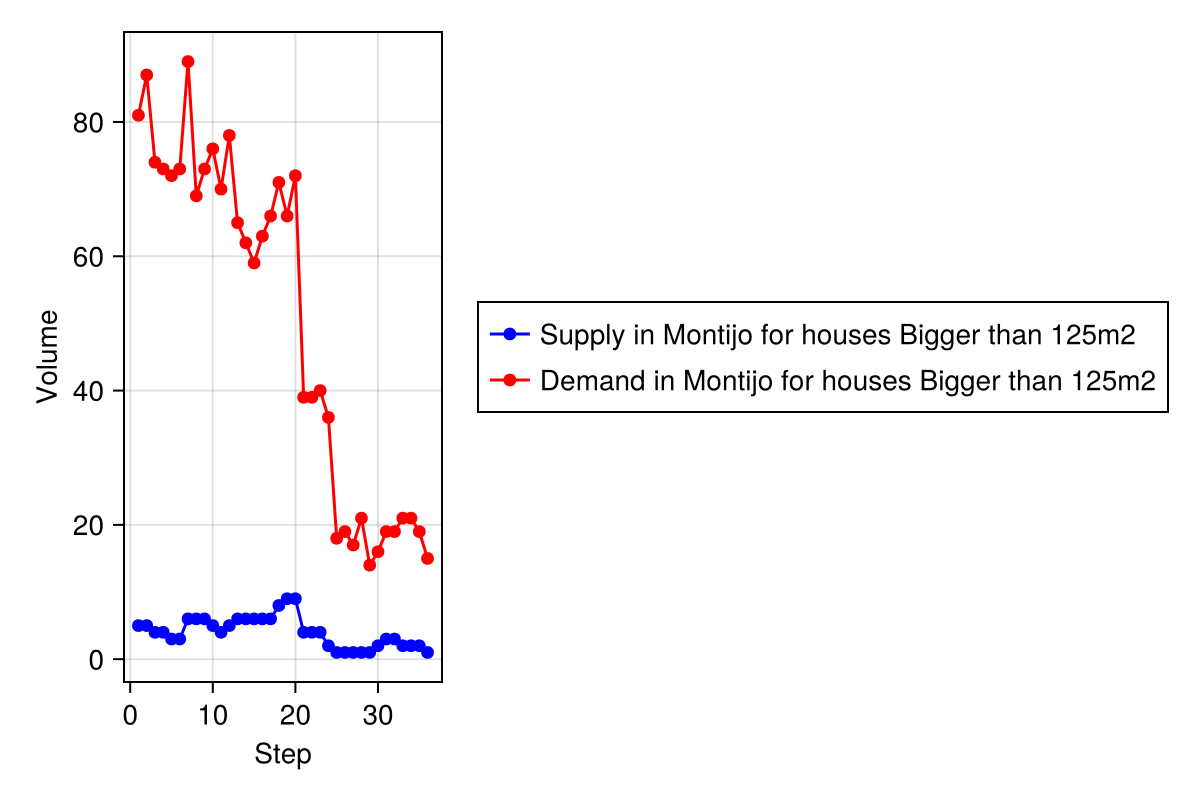 80
60
40
20
0
Volume
0 10 20 30
Step
Supply in Montijo for houses Bigger than 125m2
Demand in Montijo for houses Bigger than 125m2